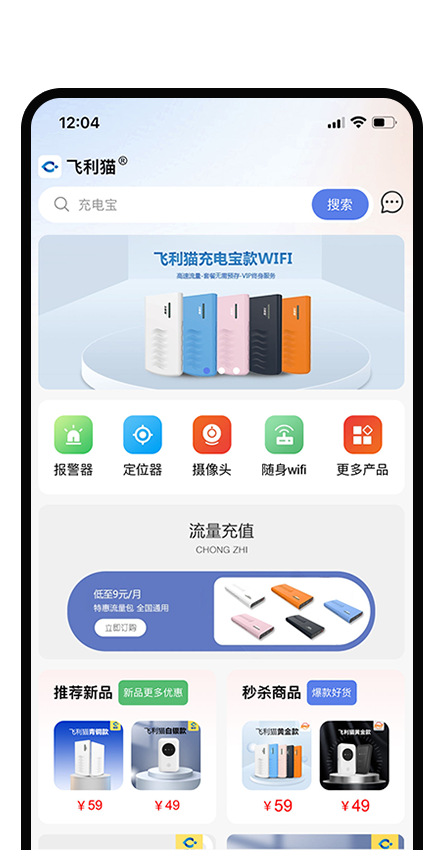 12:04
飞利猫®
充电宝
搜索
飞利猫充电宝款WIFI
高速流量·套餐无需预存·VIP终身服务
报警器 定位器 摄像头 随身wifi 更多产品
流量充值
CHONG ZHI
低至9元/月
特惠流量包 全国通用
立即订购
推荐新品 新品更多优惠
秒杀商品 爆款好货
飞利猫青铜款 飞利猫白银款
飞利猫黄金款 飞利猫黄金款
¥ 59 ¥ 49
¥ 59 ¥ 49